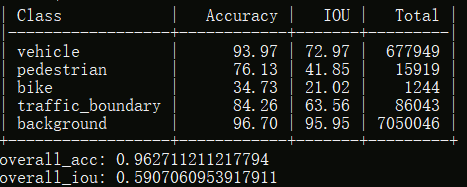 | Class | Accuracy | IOU | Total |
|------------------+----------+-------+---------|
| vehicle | 93.97 | 72.97 | 677949 |
| pedestrian | 76.13 | 41.85 | 15919 |
| bike | 34.73 | 21.02 | 1244 |
| traffic_boundary | 84.26 | 63.56 | 86043 |
| background | 96.70 | 95.95 | 7050046 |
+------------------+----------+-------+---------+
overall_acc: 0.962711211217794
overall_iou: 0.5907060953917911